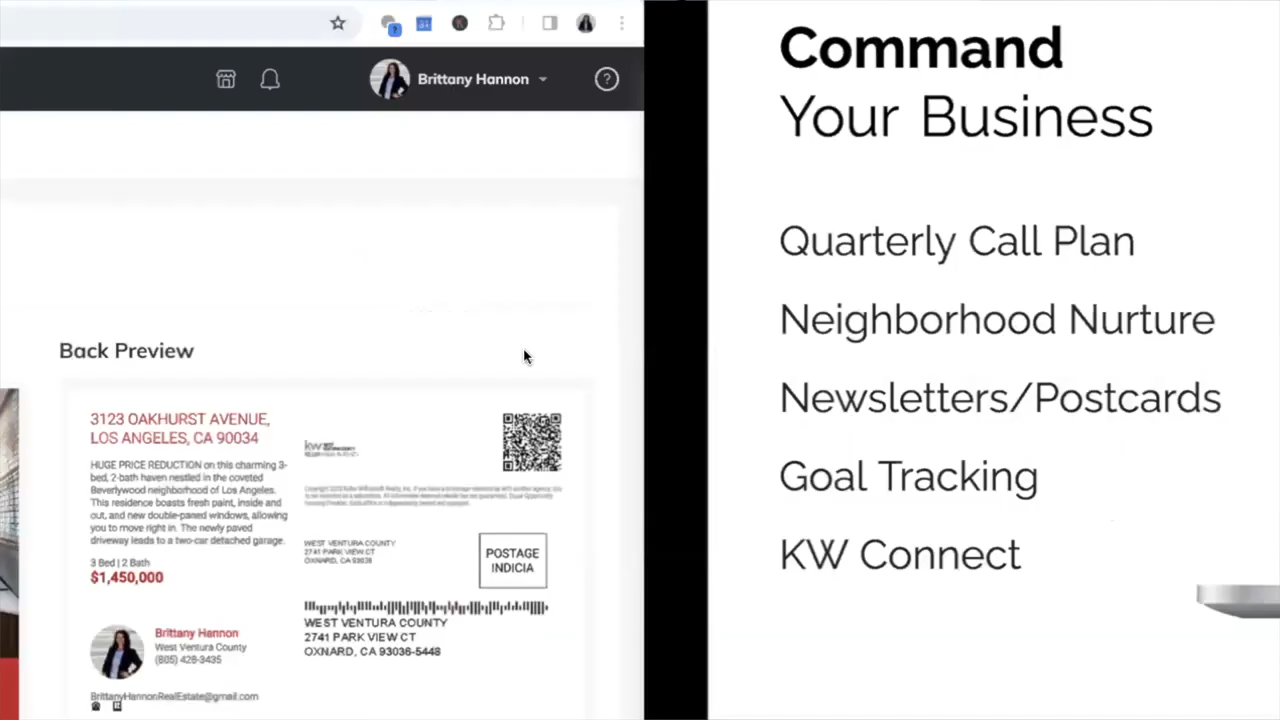 Brittany Hannon
?
Back Preview
3123 OAKHURST AVENUE,
LOS ANGELES, CA 90034
HUGE PRICE REDUCTION on this charming 3-
bed, 2-bath haven nestled in the coveted
Beverlywood neighborhood of Los Angeles.
This residence boasts fresh paint, inside and
out, and new double-paned windows, allowing
you to move right in. The newly paved
driveway leads to a two-car detached garage.
3 Bed | 2 Bath
$1,450,000
Brittany Hannon
West Ventura County
(805) 428-3435
BrittanyHannonRealEstate@gmail.com
kw WEST
WEST VENTURA COUNTY
2741 PARK VIEW CT
OXNARD, CA 93036
POSTAGE
INDICIA
WEST VENTURA COUNTY
2741 PARK VIEW CT
OXNARD, CA 93036-5448
Command
Your Business
Quarterly Call Plan
Neighborhood Nurture
Newsletters/Postcards
Goal Tracking
KW Connect